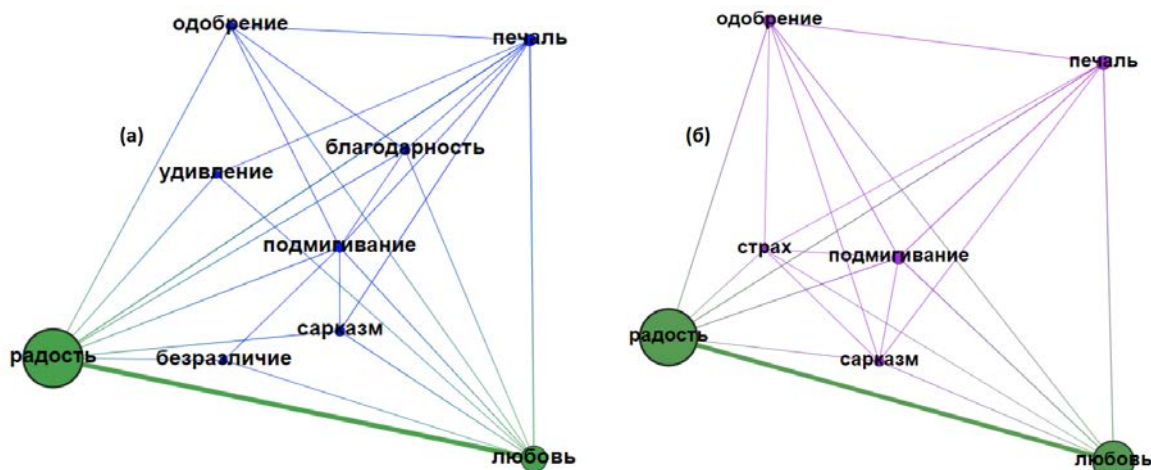 одобрение
печаль
(а)
благодарность
удивление
подмигивание
сарказм
радость
безразличие
любовь
одобрение
печаль
(б)
страх
подмигивание
радость
сарказм
любовь